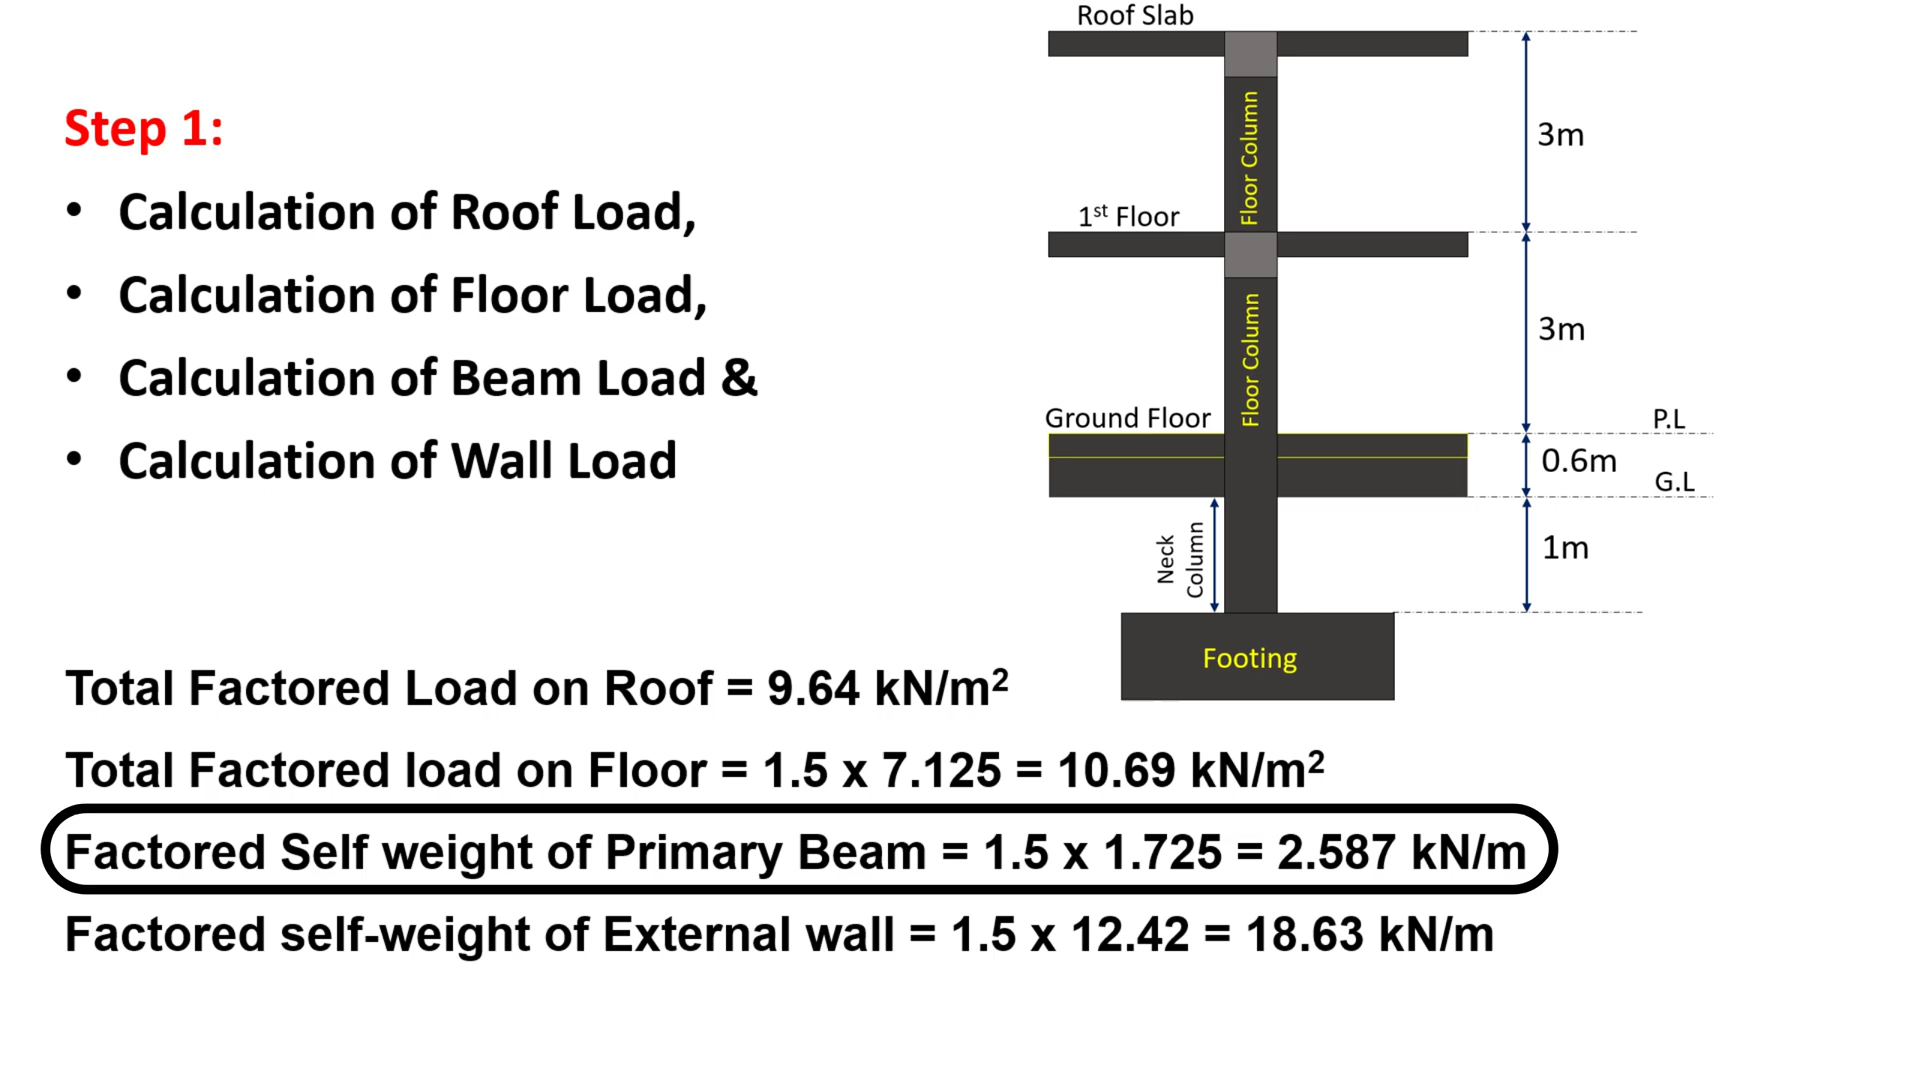 Step 1:
• Calculation of Roof Load,
• Calculation of Floor Load,
• Calculation of Beam Load &
• Calculation of Wall Load
Roof Slab
Floor Column
3m
1st Floor
Floor Column
3m
Ground Floor
P.L
0.6m
G.L
Neck
Column
1m
Footing
Total Factored Load on Roof = 9.64 kN/m²
Total Factored load on Floor = 1.5 x 7.125 = 10.69 kN/m²
Factored Self weight of Primary Beam = 1.5 x 1.725 = 2.587 kN/m
Factored self-weight of External wall = 1.5 x 12.42 = 18.63 kN/m